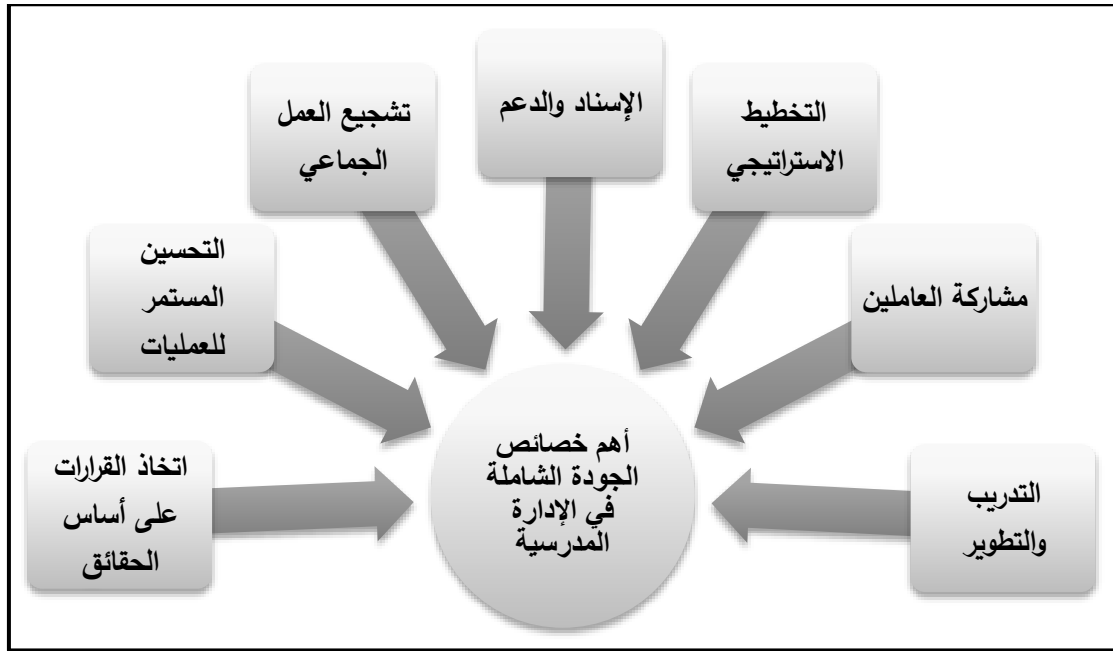 الإسناد والدعم
التخطيط
الاستراتيجي
تشجيع العمل
الجماعي
مشاركة العاملين
التحسين
المستمر
للعمليات
التدريب
والتطوير
اتخاذ القرارات
على أساس
الحقائق
أهم خصائص
الجودة الشاملة
في الإدارة
المدرسية